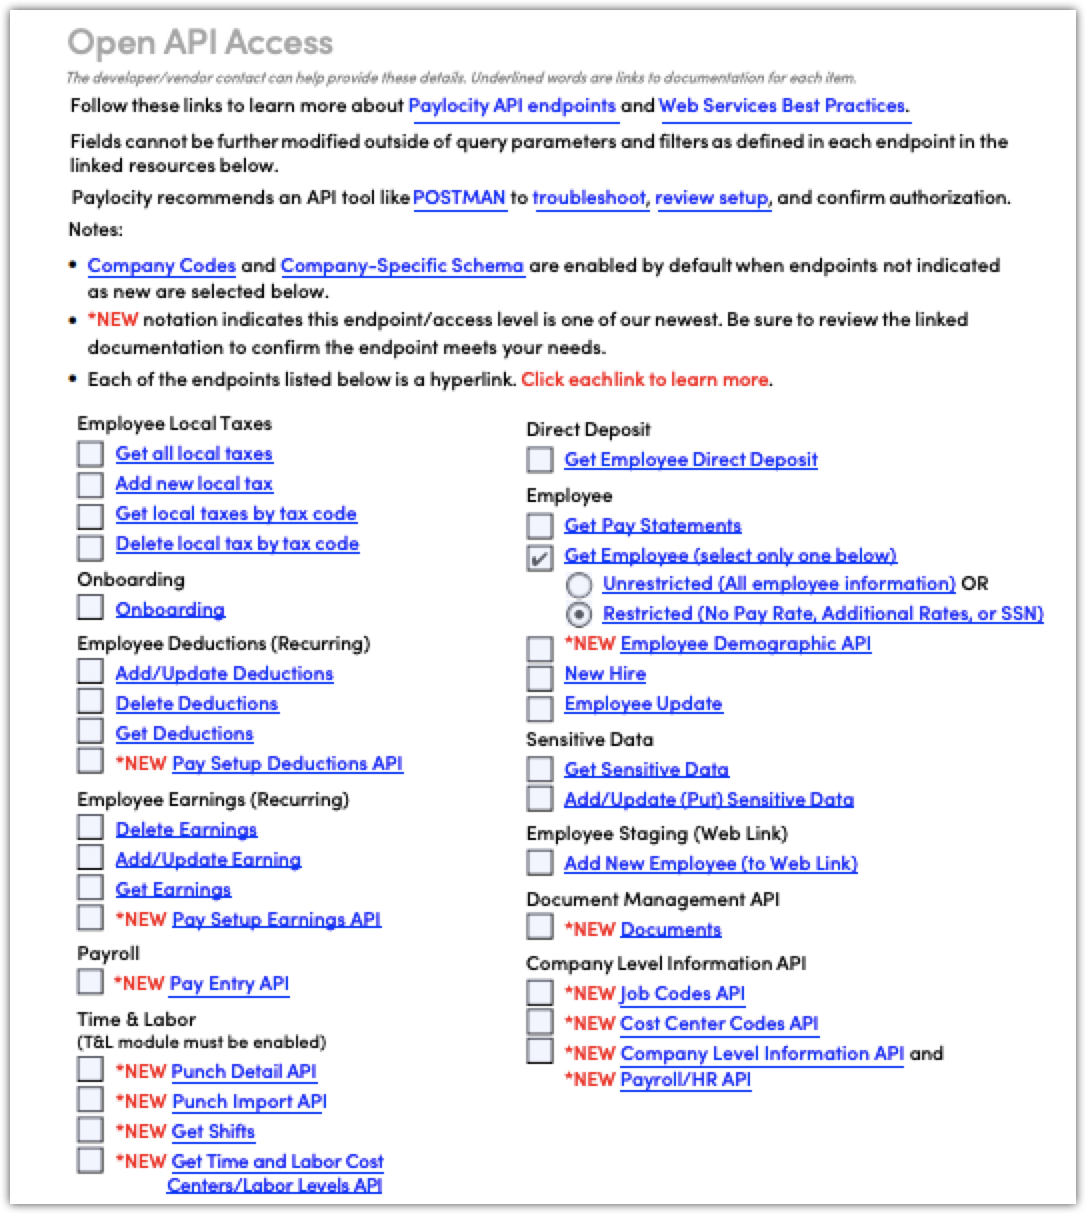 Open API Access
The developer/vendor contact can help provide these details. Underlined words are links to documentation for each item.
Follow these links to learn more about Paylocity API endpoints and Web Services Best Practices.
Fields cannot be further modified outside of query parameters and filters as defined in each endpoint in the
linked resources below.
Paylocity recommends an API tool like POSTMAN to troubleshoot, review setup, and confirm authorization.
Notes:
• Company Codes and Company-Specific Schema are enabled by default when endpoints not indicated
as new are selected below.
• *NEW notation indicates this endpoint/access level is one of our newest. Be sure to review the linked
documentation to confirm the endpoint meets your needs.
• Each of the endpoints listed below is a hyperlink. Click each link to learn more.
Employee Local Taxes
Get all local taxes
Add new local tax
Get local taxes by tax code
Delete local tax by tax code
Onboarding
Onboarding
Employee Deductions (Recurring)
Add/Update Deductions
Delete Deductions
Get Deductions
*NEW Pay Setup Deductions API
Employee Earnings (Recurring)
Delete Earnings
Add/Update Earning
Get Earnings
*NEW Pay Setup Earnings API
Payroll
*NEW Pay Entry API
Time & Labor
(T&L module must be enabled)
*NEW Punch Detail API
*NEW Punch Import API
*NEW Get Shifts
*NEW Get Time and Labor Cost
Centers/Labor Levels API
Direct Deposit
Get Employee Direct Deposit
Employee
Get Pay Statements
Get Employee (select only one below)
Unrestricted (All employee information) OR
Restricted (No Pay Rate, Additional Rates, or SSN)
*NEW Employee Demographic API
New Hire
Employee Update
Sensitive Data
Get Sensitive Data
Add/Update (Put) Sensitive Data
Employee Staging (Web Link)
Add New Employee (to Web Link)
Document Management API
*NEW Documents
Company Level Information API
*NEW Job Codes API
*NEW Cost Center Codes API
*NEW Company Level Information API and
*NEW Payroll/HR API